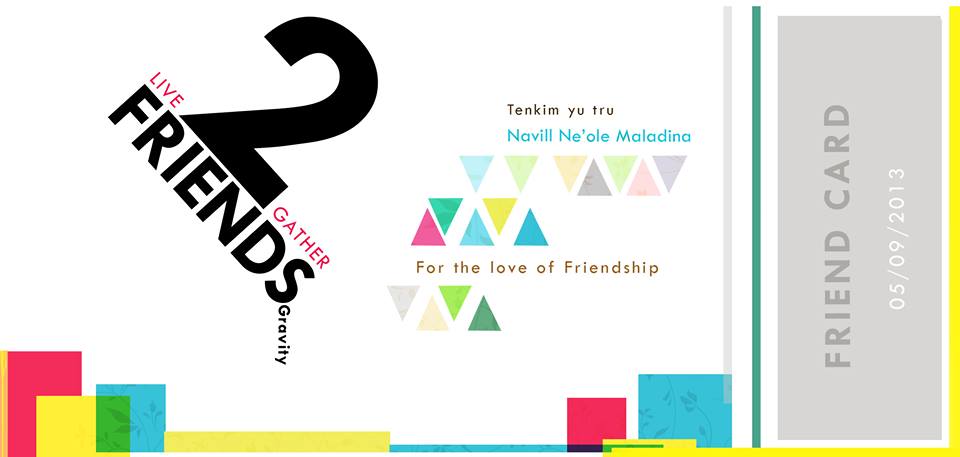 LIVE
2
FRIENDS
GATHER
Gravity
Tenkim yu tru
Navill Ne'ole Maladina
For the love of Friendship
FRIEND CARD
05/09/2013